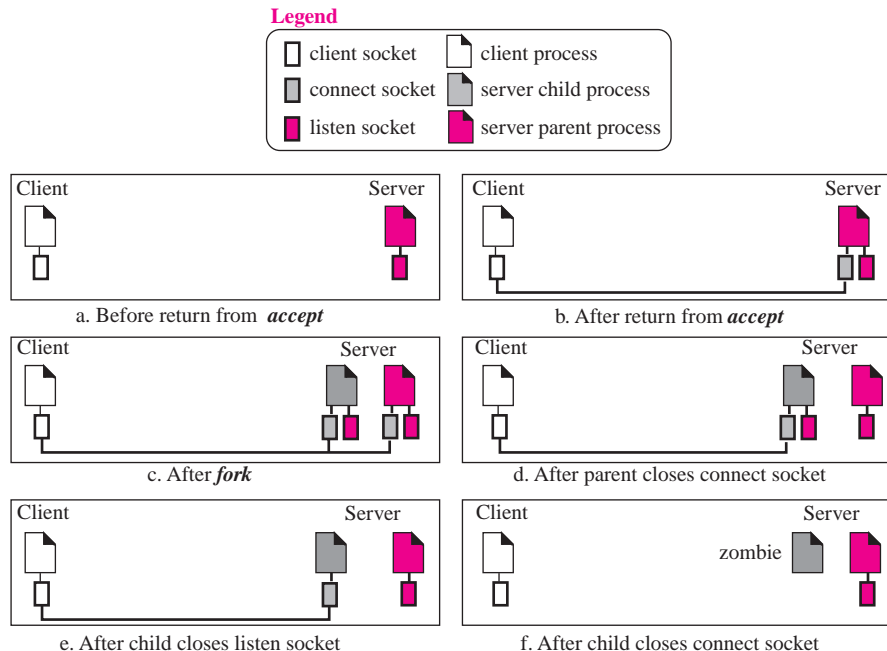 Legend
client socket client process
connect socket server child process
listen socket server parent process
Client Server
a. Before return from accept
Client Server
b. After return from accept
Client Server
c. After fork
Client Server
d. After parent closes connect socket
Client Server
e. After child closes listen socket
Client Server
zombie
f. After child closes connect socket